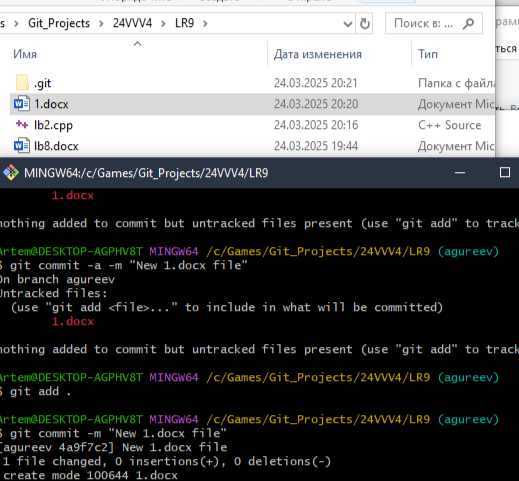 s › Git_Projects › 24VVV4 › LR9 ›
Поиск в: ...
Имя Дата изменения Тип
.git 24.03.2025 20:21 Папка с файла
1.docx 24.03.2025 20:20 Документ Mic
lb2.cpp 24.03.2025 20:16 C++ Source
lb8.docx 24.03.2025 19:44 Документ Mic
ться
MINGW64:/c/Games/Git_Projects/24VVV4/LR9
1.docx
nothing added to commit but untracked files present (use "git add" to track
Artem@DESKTOP-AGPHV8T MINGW64 /c/Games/Git_Projects/24VVV4/LR9 (agureev)
$ git commit -a -m "New 1.docx file"
On branch agureev
Untracked files:
(use "git add <file>..." to include in what will be committed)
1.docx
nothing added to commit but untracked files present (use "git add" to track
Artem@DESKTOP-AGPHV8T MINGW64 /c/Games/Git_Projects/24VVV4/LR9 (agureev)
$ git add .
Artem@DESKTOP-AGPHV8T MINGW64 /c/Games/Git_Projects/24VVV4/LR9 (agureev)
$ git commit -m "New 1.docx file"
[agureev 4a9f7c2] New 1.docx file
1 file changed, 0 insertions(+), 0 deletions(-)
create mode 100644 1.docx